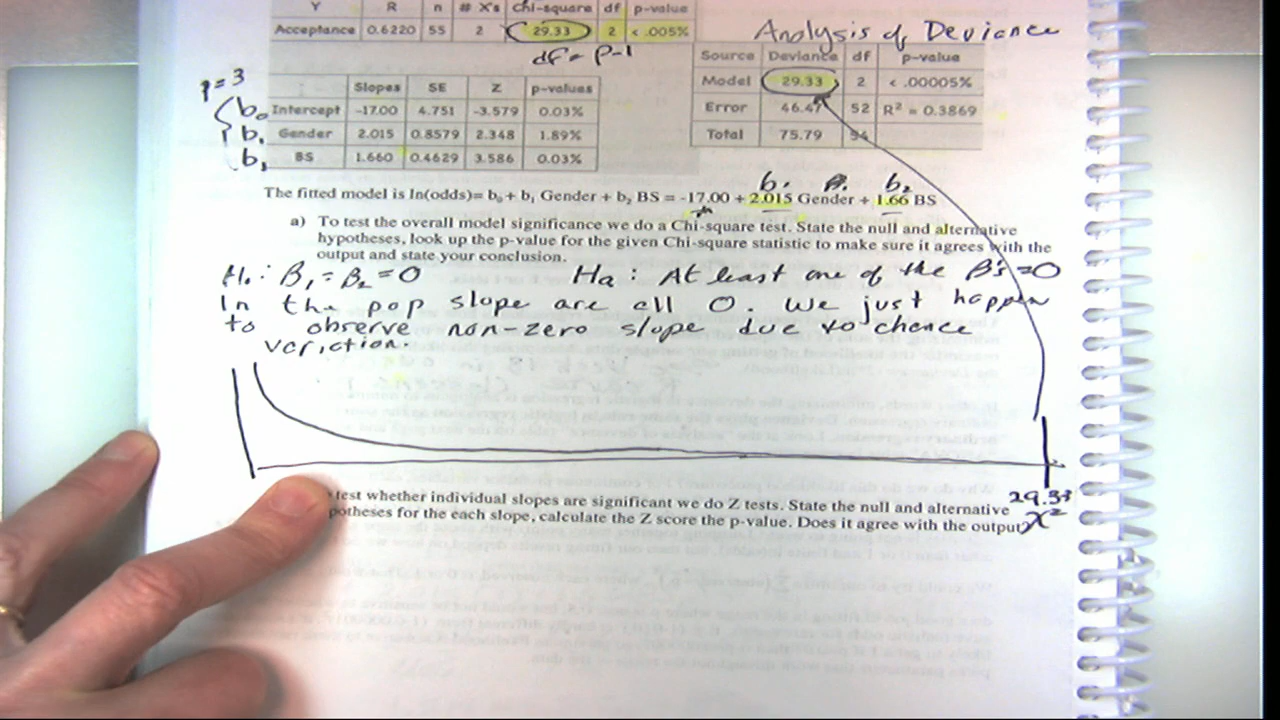 Y R n # X's Chi-square df p-value
Acceptance 0.6220 55 2 29.33 2 < .005%
df = p-1
Analysis of Deviance
Source Deviance df p-value
Model 29.33 2 < .00005%
Error 46.47 52 R² = 0.3869
Total 75.79 54
p=3
Slopes SE Z p-values
b₀ Intercept -17.00 4.751 -3.579 0.03%
b₁ Gender 2.015 0.8579 2.348 1.89%
BS 1.660 0.4629 3.586 0.03%
b₁ b₂
The fitted model is ln(odds)= b₀ + b₁ Gender + b₂ BS = -17.00 + 2.015 Gender + 1.66 BS
a) To test the overall model significance we do a Chi-square test. State the null and alternative
hypotheses, look up the p-value for the given Chi-square statistic to make sure it agrees with the
output and state your conclusion.
H₀: β₁ = β₂ = 0 Ha: At least one of the β's = 0
In the pop slope are all 0. We just happen
to observe non-zero slope due to chance
variction.
29.33
test whether individual slopes are significant we do Z tests. State the null and alternative
potheses for the each slope, calculate the Z score the p-value. Does it agree with the output
x²